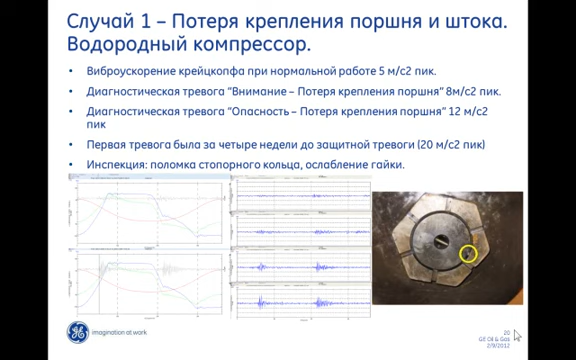 Случай 1 – Потеря крепления поршня и штока.
Водородный компрессор.
• Виброускорение крейцкопфа при нормальной работе 5 м/с2 пик.
• Диагностическая тревога “Внимание – Потеря крепления поршня” 8м/с2 пик.
• Диагностическая тревога “Опасность – Потеря крепления поршня” 12 м/с2
пик
• Первая тревога была за четыре недели до защитной тревоги (20 м/с2 пик)
• Инспекция: поломка стопорного кольца, ослабление гайки.
imagination at work
20
GE Oil & Gas
2/9/2012